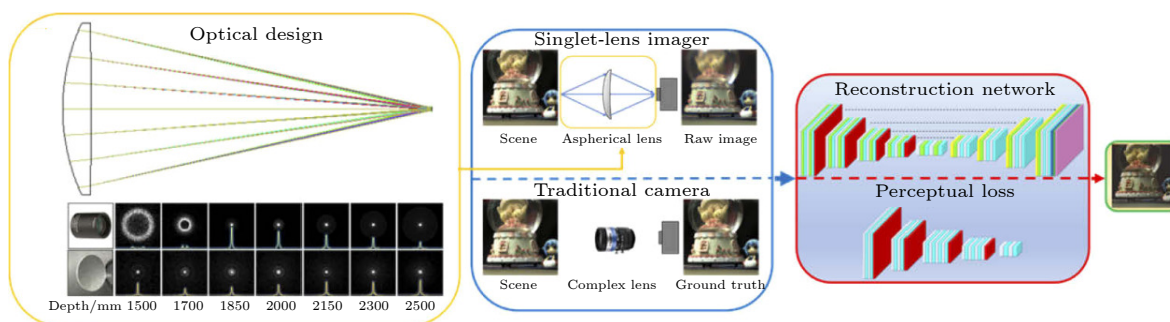 Optical design
Depth/mm 1500 1700 1850 2000 2150 2300 2500
Singlet-lens imager
Scene Aspherical lens Raw image
Traditional camera
Scene Complex lens Ground truth
Reconstruction network
Perceptual loss